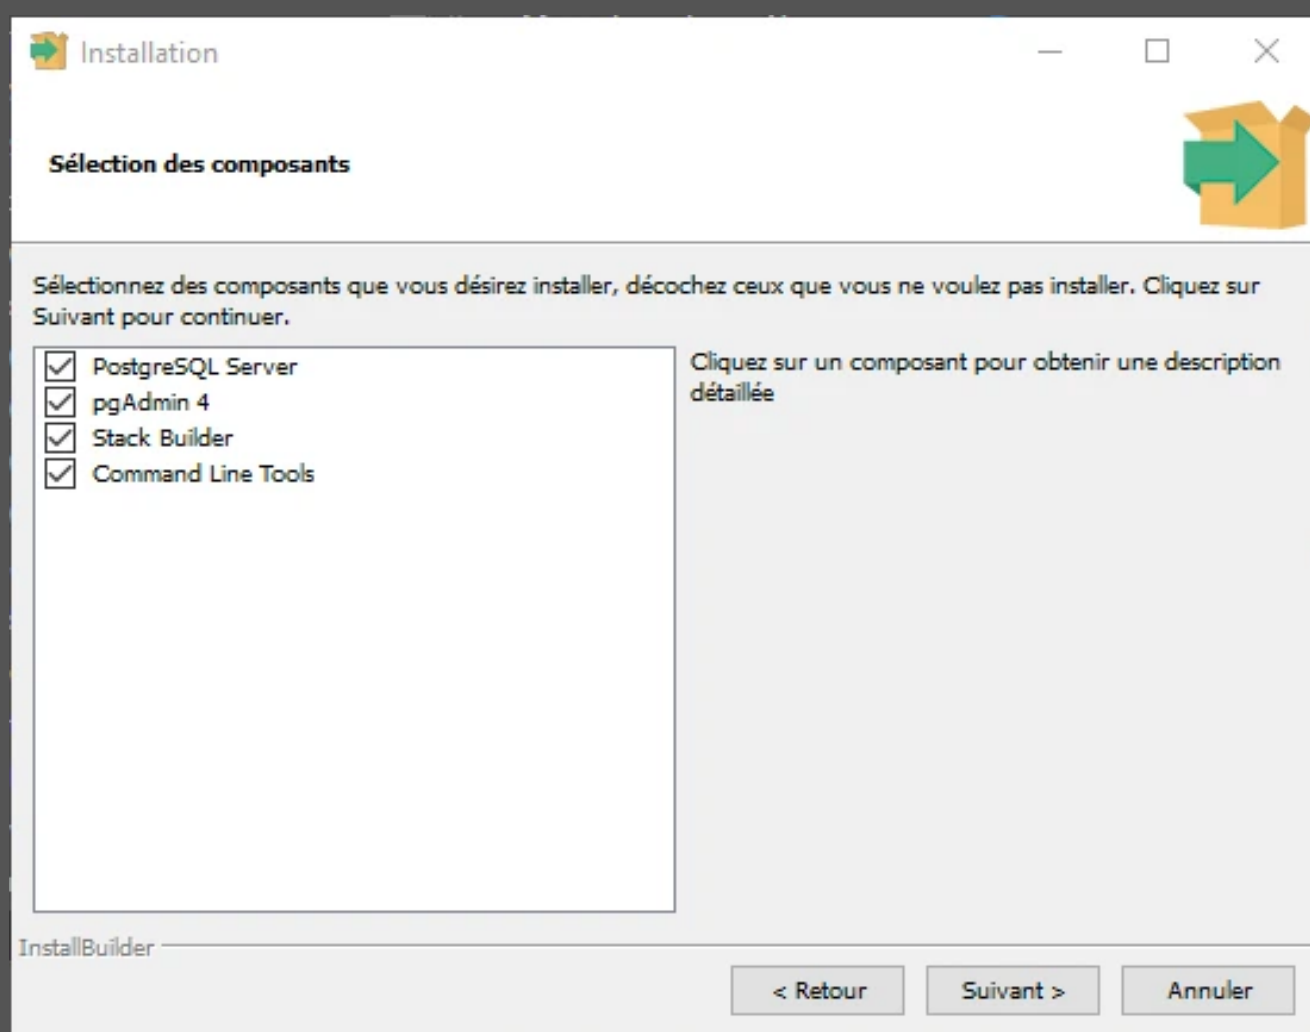 Installation
Sélection des composants
Sélectionnez des composants que vous désirez installer, décochez ceux que vous ne voulez pas installer. Cliquez sur
Suivant pour continuer.
PostgreSQL Server
pgAdmin 4
Stack Builder
Command Line Tools
Cliquez sur un composant pour obtenir une description
détaillée
InstallBuilder
< Retour
Suivant >
Annuler